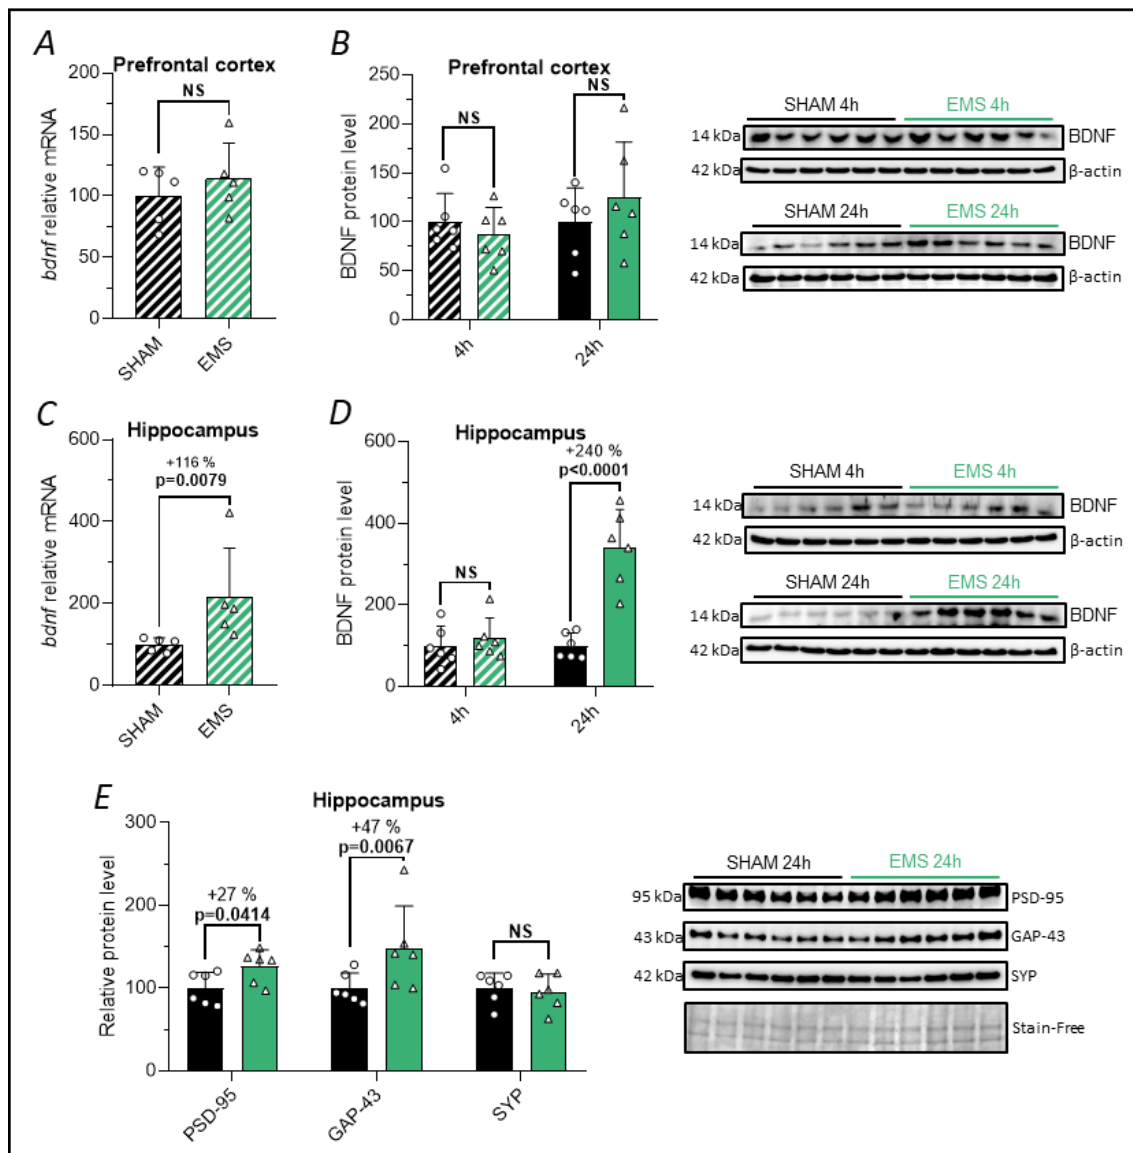 A
Prefrontal cortex
NS
bdnf relative mRNA
200
150
100
50
0
SHAM
EMS
B
Prefrontal cortex
NS
NS
BDNF protein level
250
200
150
100
50
0
4h
24h
SHAM 4h
EMS 4h
14 kDa
BDNF
42 kDa
β-actin
SHAM 24h
EMS 24h
14 kDa
BDNF
42 kDa
β-actin
C
Hippocampus
+116 %
p=0.0079
bdnf relative mRNA
600
400
200
0
SHAM
EMS
D
Hippocampus
+240 %
p<0.0001
NS
BDNF protein level
600
400
200
0
4h
24h
SHAM 4h
EMS 4h
14 kDa
BDNF
42 kDa
β-actin
SHAM 24h
EMS 24h
14 kDa
BDNF
42 kDa
β-actin
E
Hippocampus
+27 %
p=0.0414
+47 %
p=0.0067
NS
Relative protein level
300
200
100
0
PSD-95
GAP-43
SYP
SHAM 24h
EMS 24h
95 kDa
PSD-95
43 kDa
GAP-43
42 kDa
SYP
Stain-Free